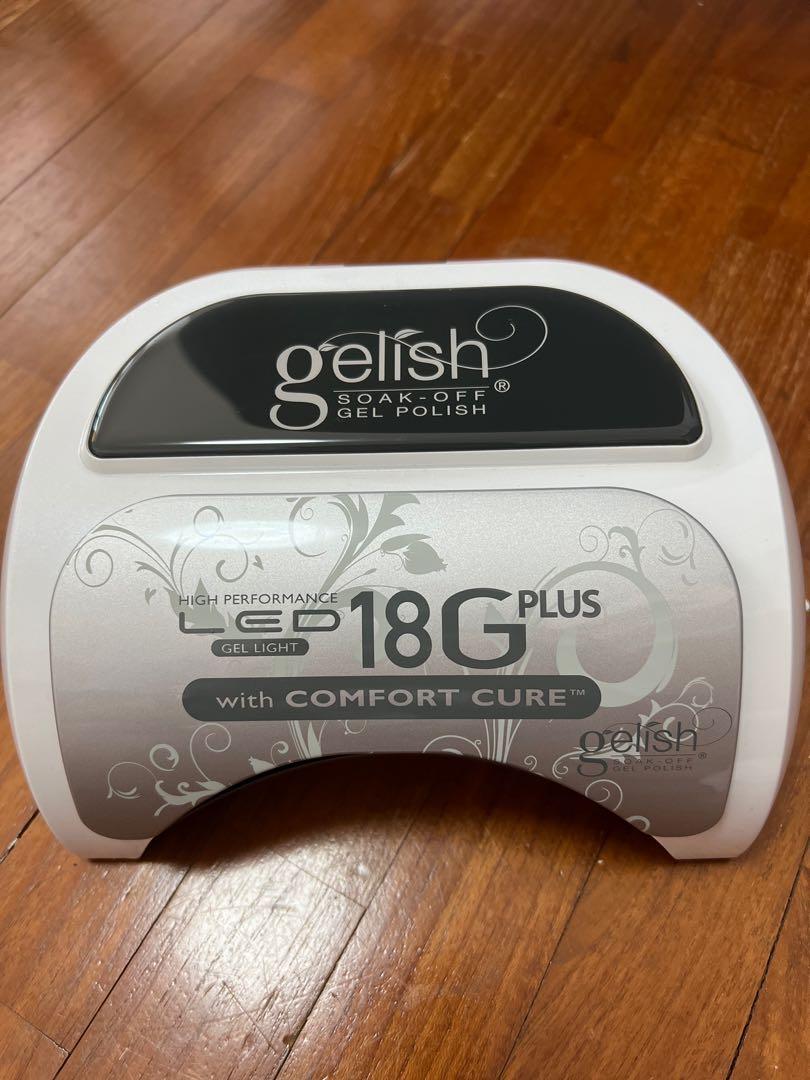 gelish®
SOAK-OFF
GEL POLISH
HIGH PERFORMANCE
LED 18G PLUS
GEL LIGHT
with COMFORT CURE™
gelish®
SOAK-OFF
GEL POLISH